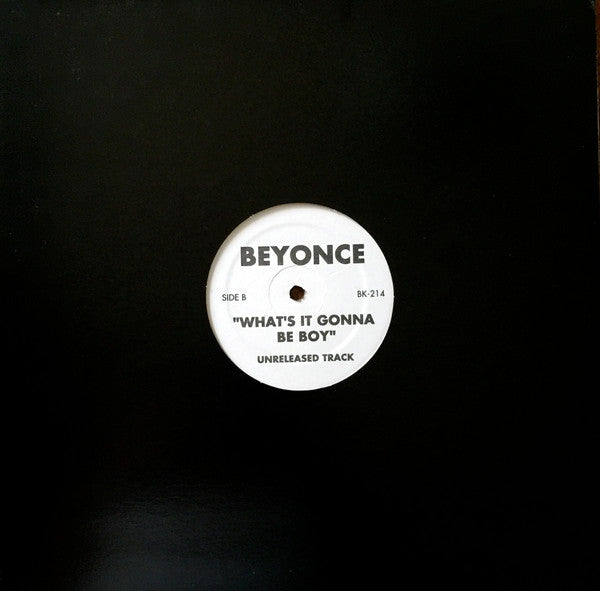 BEYONCE
SIDE B
BK-214
"WHAT'S IT GONNA
BE BOY"
UNRELEASED TRACK